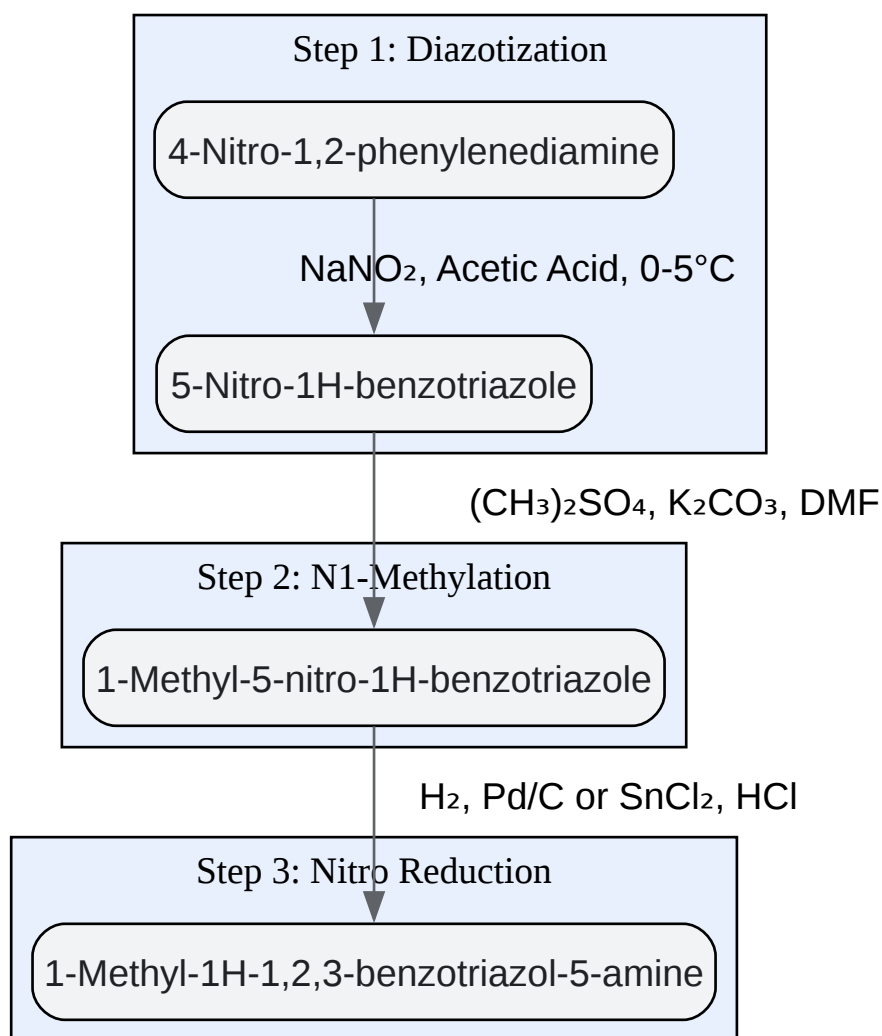 Step 1: Diazotization
4-Nitro-1,2-phenylenediamine
NaNO₂, Acetic Acid, 0-5°C
5-Nitro-1H-benzotriazole
(CH₃)₂SO₄, K₂CO₃, DMF
Step 2: N1-Methylation
1-Methyl-5-nitro-1H-benzotriazole
H₂, Pd/C or SnCl₂, HCl
Step 3: Nitro Reduction
1-Methyl-1H-1,2,3-benzotriazol-5-amine